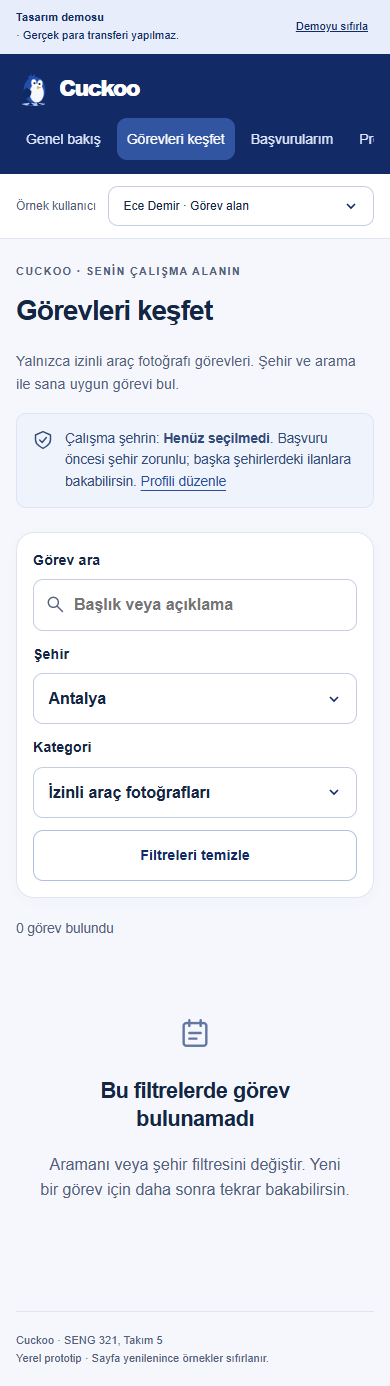 Tasarım demosu
· Gerçek para transferi yapılmaz.
Demoyu sıfırla
Cuckoo
Genel bakış
Görevleri keşfet
Başvurularım
Örnek kullanıcı
Ece Demir · Görev alan
CUCKOO · SENİN ÇALIŞMA ALANIN
Görevleri keşfet
Yalnızca izinli araç fotoğrafı görevleri. Şehir ve arama
ile sana uygun görevi bul.
Çalışma şehrin: Henüz seçilmedi. Başvuru
öncesi şehir zorunlu; başka şehirlerdeki ilanlara
bakabilirsin. Profili düzenle
Görev ara
Başlık veya açıklama
Şehir
Antalya
Kategori
İzinli araç fotoğrafları
Filtreleri temizle
0 görev bulundu
Bu filtrelerde görev
bulunamadı
Aramanı veya şehir filtresini değiştir. Yeni
bir görev için daha sonra tekrar bakabilirsin.
Cuckoo · SENG 321, Takım 5
Yerel prototip · Sayfa yenilenince örnekler sıfırlanır.